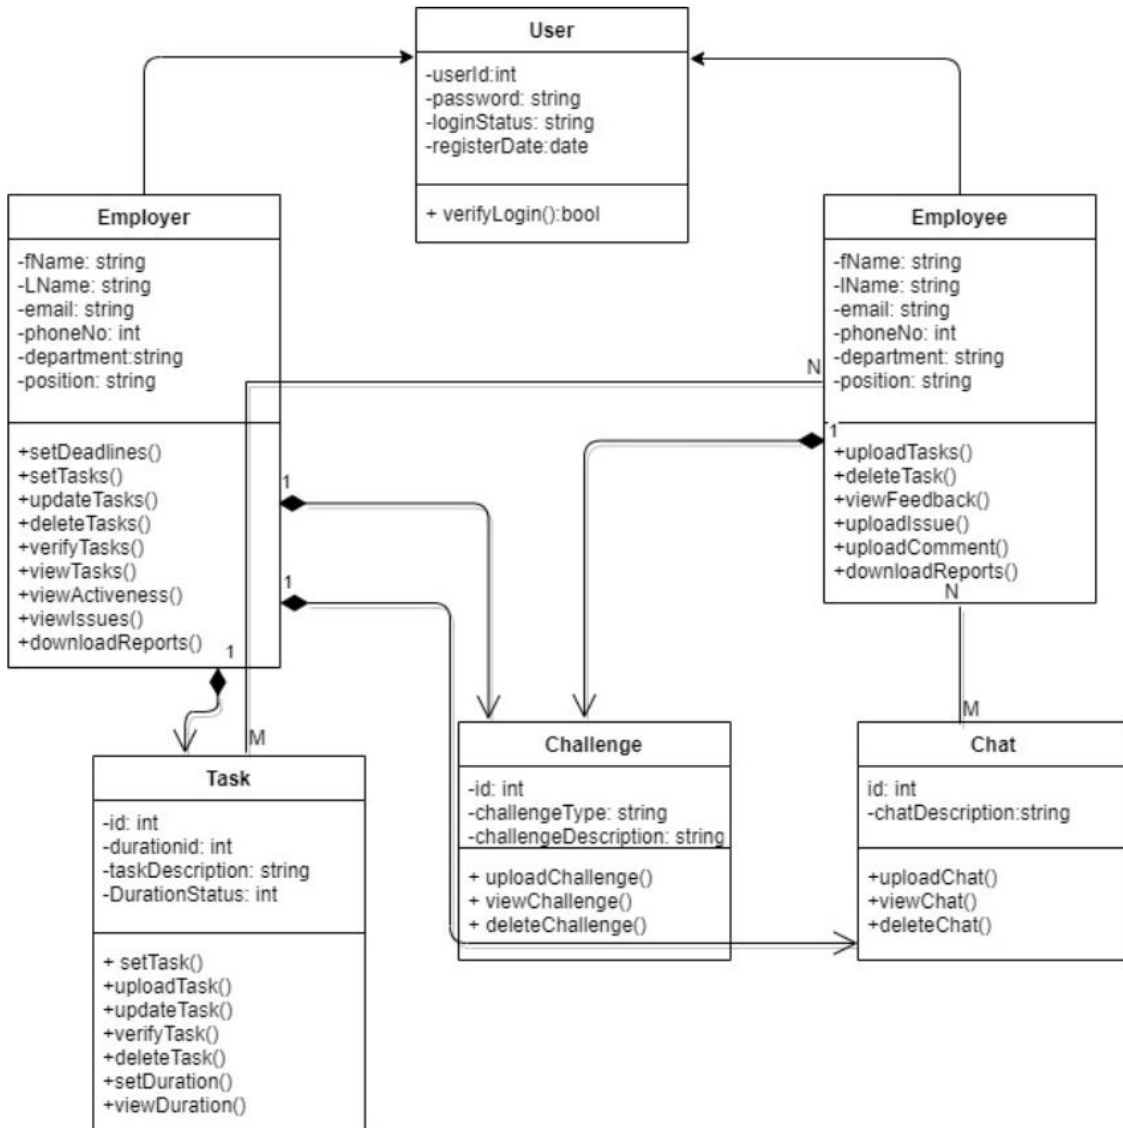 User
-userId:int
-password: string
-loginStatus: string
-registerDate:date
+ verifyLogin():bool
Employer
-fName: string
-LName: string
-email: string
-phoneNo: int
-department:string
-position: string
+setDeadlines()
+setTasks()
+updateTasks()
+deleteTasks()
+verifyTasks()
+viewTasks()
+viewActiveness()
+viewIssues()
+downloadReports()
1
1
1
Employee
-fName: string
-lName: string
-email: string
-phoneNo: int
-department: string
-position: string
N
1
+uploadTasks()
+deleteTask()
+viewFeedback()
+uploadIssue()
+uploadComment()
+downloadReports()
N
M
M
Task
-id: int
-durationid: int
-taskDescription: string
-DurationStatus: int
+ setTask()
+uploadTask()
+updateTask()
+verifyTask()
+deleteTask()
+setDuration()
+viewDuration()
Challenge
-id: int
-challengeType: string
-challengeDescription: string
+ uploadChallenge()
+ viewChallenge()
+ deleteChallenge()
Chat
id: int
-chatDescription:string
+uploadChat()
+viewChat()
+deleteChat()